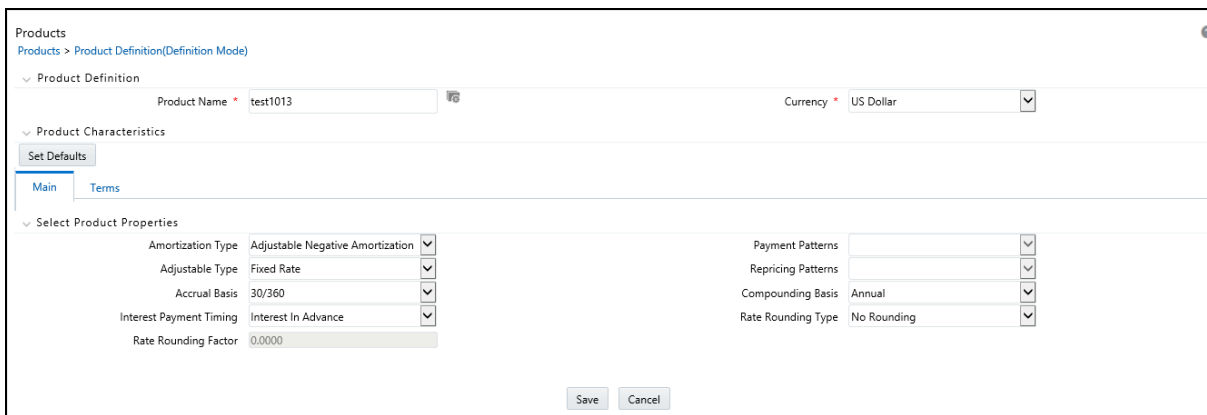 Products
Products > Product Definition(Definition Mode)
Product Definition
Product Name * test1013 Currency * US Dollar
Product Characteristics
Set Defaults
Main Terms
Select Product Properties
Amortization Type Adjustable Negative Amortization Payment Patterns
Adjustable Type Fixed Rate Repricing Patterns
Accrual Basis 30/360 Compounding Basis Annual
Interest Payment Timing Interest In Advance Rate Rounding Type No Rounding
Rate Rounding Factor 0.0000
Save Cancel